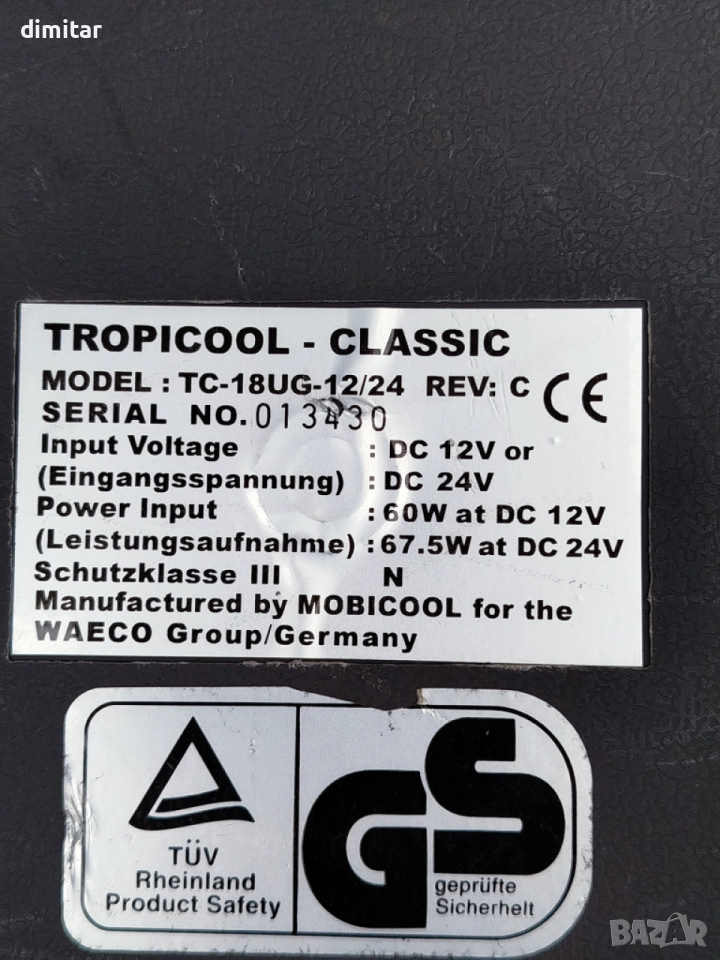 dimitar
TROPICOOL - CLASSIC
MODEL : TC-18UG-12/24 REV: C CE
SERIAL NO. 013430
Input Voltage : DC 12V or
(Eingangsspannung) : DC 24V
Power Input : 60W at DC 12V
(Leistungsaufnahme) : 67.5W at DC 24V
Schutzklasse III N
Manufactured by MOBICOOL for the
WAECO Group/Germany
TÜV
Rheinland
Product Safety
GS
geprüfte
Sicherheit
BAZAR